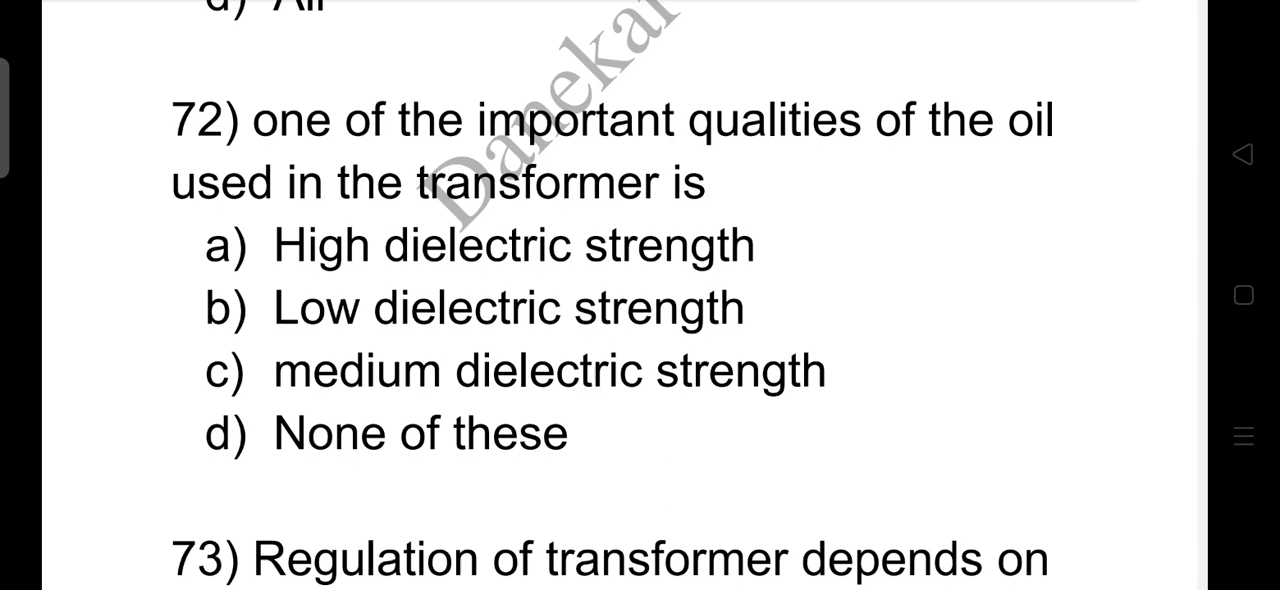 72) one of the important qualities of the oil
used in the transformer is
a) High dielectric strength
b) Low dielectric strength
c) medium dielectric strength
d) None of these
73) Regulation of transformer depends on